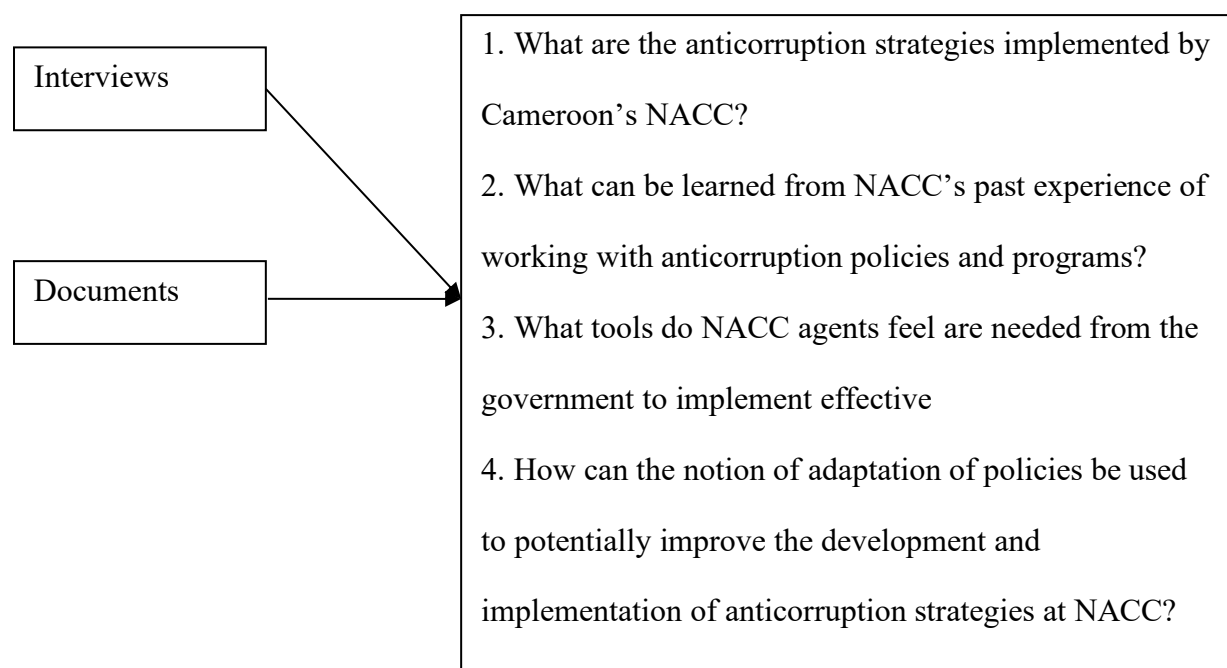 Interviews
Documents
1. What are the anticorruption strategies implemented by
Cameroon’s NACC?
2. What can be learned from NACC’s past experience of
working with anticorruption policies and programs?
3. What tools do NACC agents feel are needed from the
government to implement effective
4. How can the notion of adaptation of policies be used
to potentially improve the development and
implementation of anticorruption strategies at NACC?